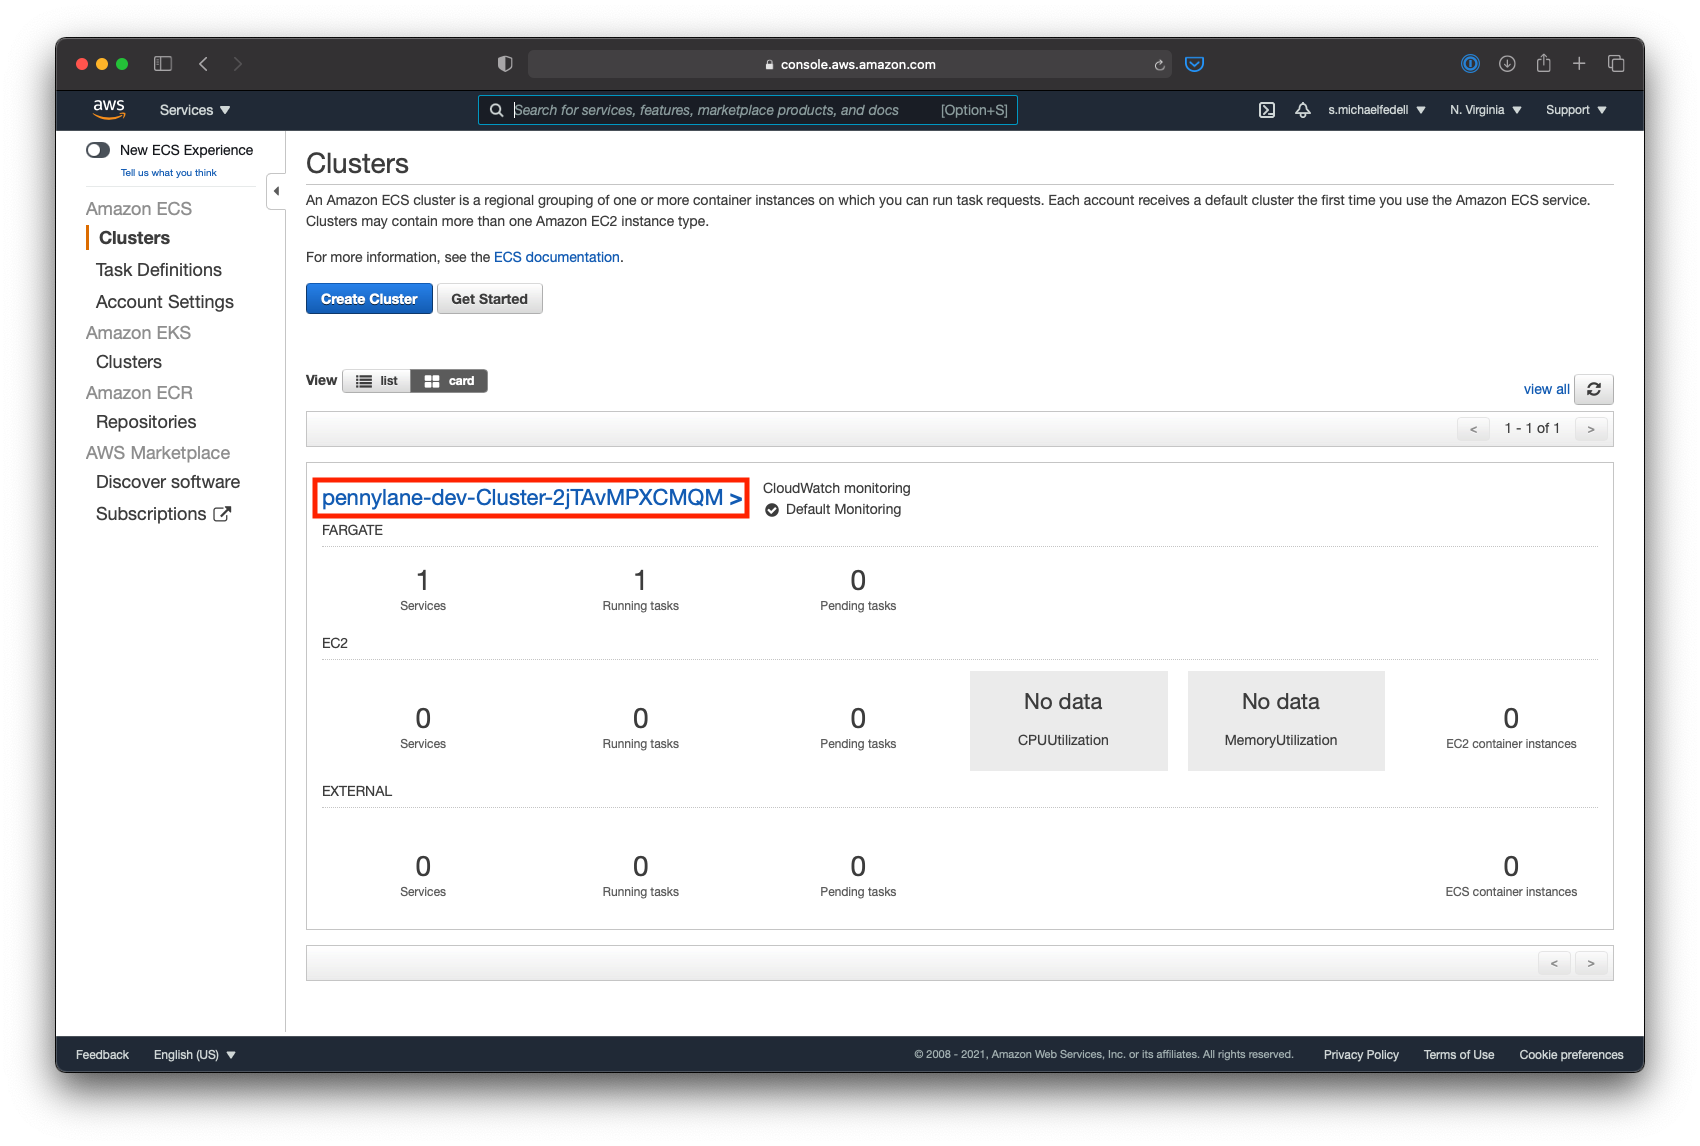 console.aws.amazon.com
aws
Services
Search for services, features, marketplace products, and docs [Option+S]
s.michaelfedell
N. Virginia
Support
New ECS Experience
Tell us what you think
Amazon ECS
Clusters
Task Definitions
Account Settings
Amazon EKS
Clusters
Amazon ECR
Repositories
AWS Marketplace
Discover software
Subscriptions
Clusters
An Amazon ECS cluster is a regional grouping of one or more container instances on which you can run task requests. Each account receives a default cluster the first time you use the Amazon ECS service.
Clusters may contain more than one Amazon EC2 instance type.
For more information, see the ECS documentation.
Create Cluster Get Started
View list card
view all
< 1 - 1 of 1 >
pennylane-dev-Cluster-2jTAvMPXCMQM >
CloudWatch monitoring
Default Monitoring
FARGATE
1 1 0
Services Running tasks Pending tasks
EC2
No data No data
0 0 0 0
CPUUtilization MemoryUtilization
Services Running tasks Pending tasks EC2 container instances
EXTERNAL
0 0 0 0
Services Running tasks Pending tasks ECS container instances
< >
Feedback English (US)
© 2008 - 2021, Amazon Web Services, Inc. or its affiliates. All rights reserved. Privacy Policy Terms of Use Cookie preferences